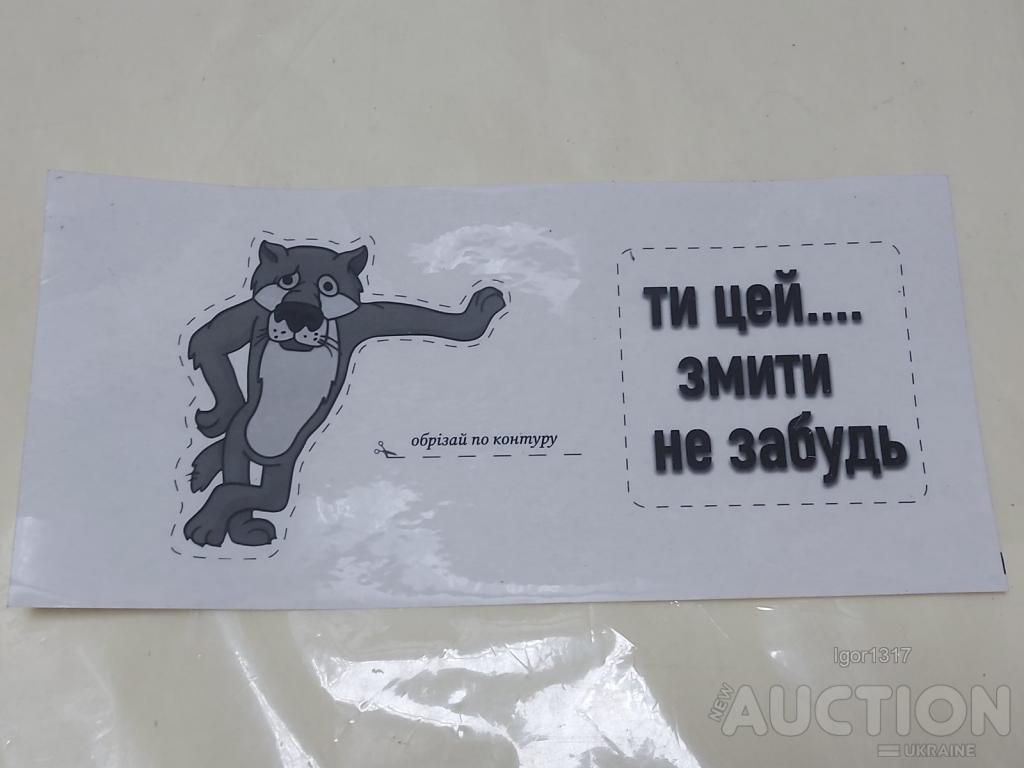 ти цей....
змити
не забудь
обрізай по контуру
Igor1317
NEW AUCTION
UKRAINE